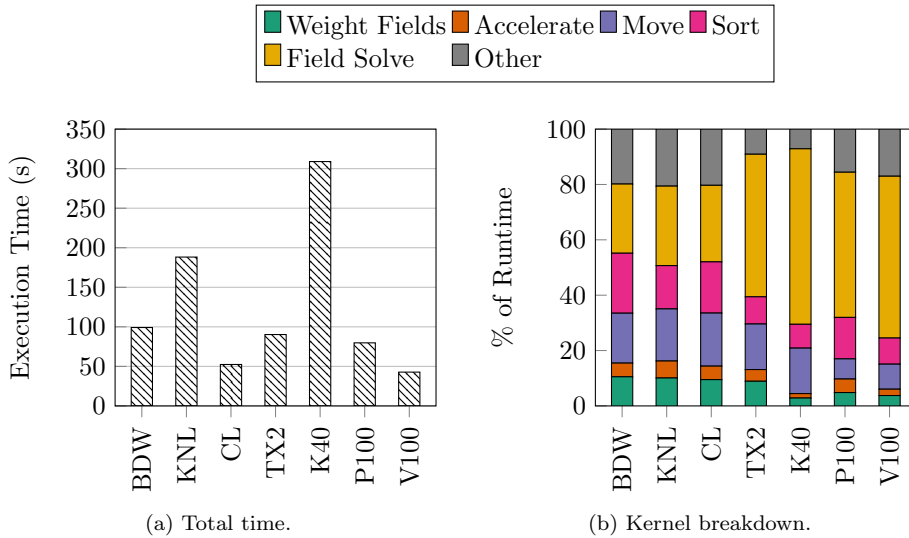 Weight Fields Accelerate Move Sort
Field Solve Other
Execution Time (s)
350
300
250
200
150
100
50
0
BDW KNL CL TX2 K40 P100 V100
(a) Total time.
% of Runtime
100
80
60
40
20
0
BDW KNL CL TX2 K40 P100 V100
(b) Kernel breakdown.